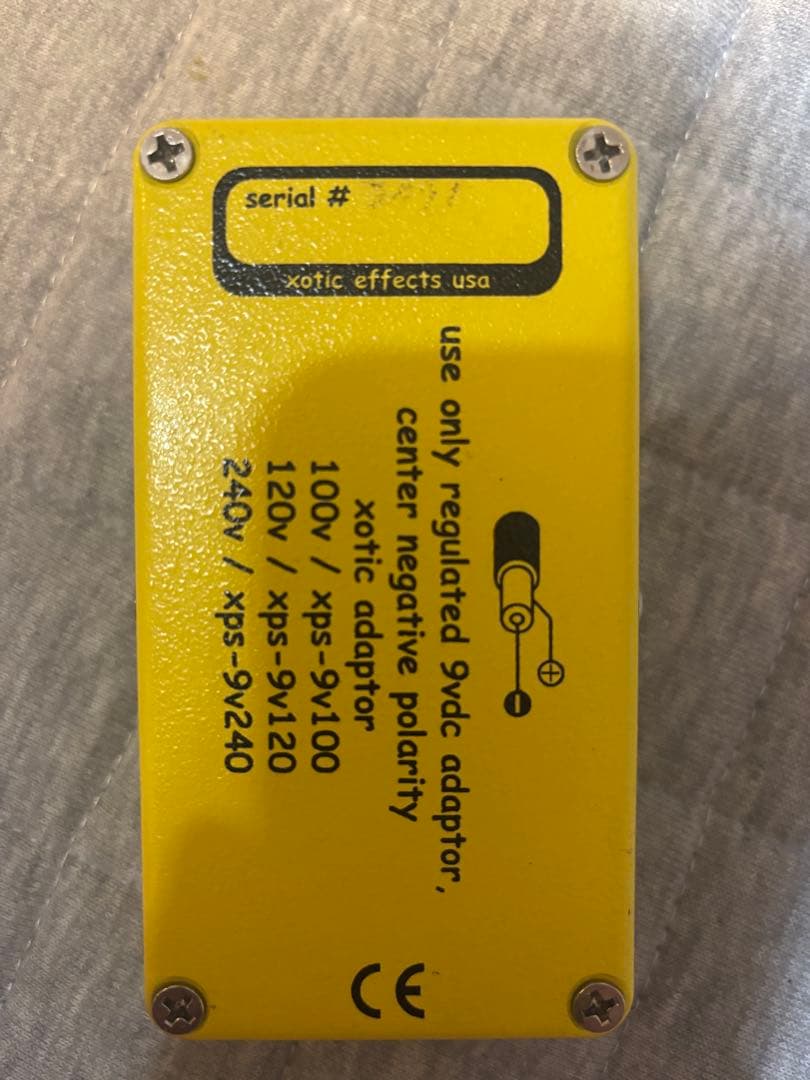 serial #
xotic effects usa
use only regulated 9vdc adaptor,
center negative polarity
xotic adaptor
100v / xps-9v100
120v / xps-9v120
240v / xps-9v240
CE